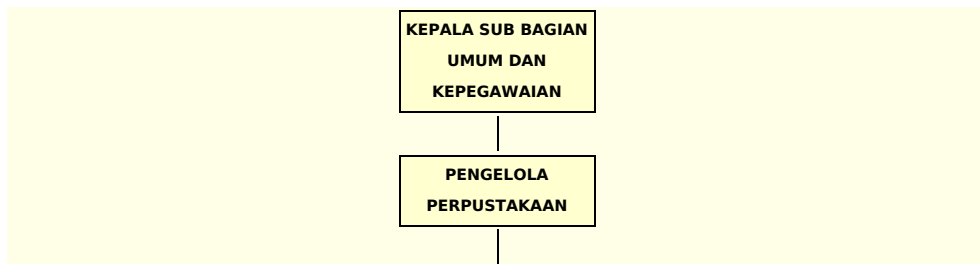 KEPALA SUB BAGIAN
UMUM DAN
KEPEGAWAIAN
PENGELOLA
PERPUSTAKAAN